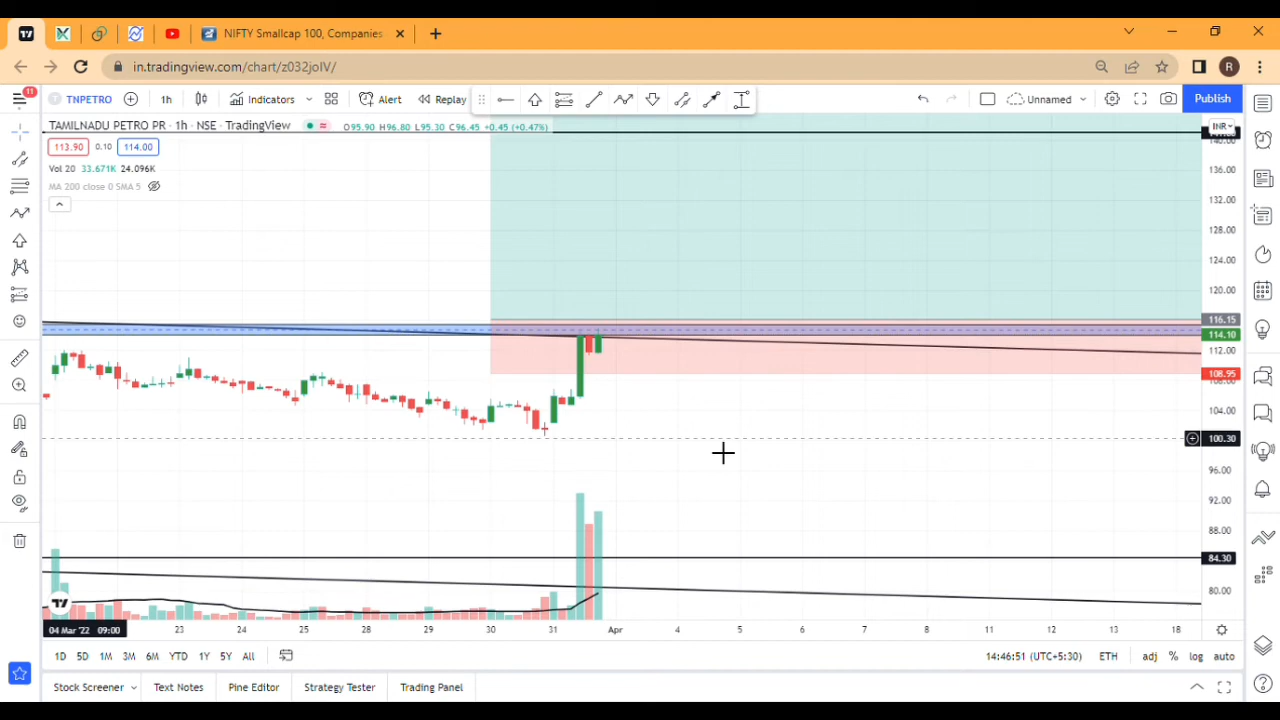 NIFTY Smallcap 100, Companies
in.tradingview.com/chart/z032joIV/
R
11
TNPETRO
1h
Indicators
Alert
Replay
Unnamed
Publish
TAMILNADU PETRO PR · 1h · NSE · TradingView
O95.90 H96.80 L95.30 C96.45 +0.45 (+0.47%)
INR
140.00
113.90 0.10 114.00
Vol 20 33.671K 24.096K
136.00
MA 200 close 0 SMA 5
132.00
128.00
124.00
120.00
116.15
114.10
112.00
108.95
104.00
100.30
96.00
92.00
88.00
84.30
80.00
04 Mar '22 09:00 23 24 26 28 29 30 31 Apr 4 5 6 7 8 11 12 13 18
1D 5D 1M 3M 6M YTD 1Y 5Y All
14:46:51 (UTC+5:30) ETH adj % log auto
Stock Screener Text Notes Pine Editor Strategy Tester Trading Panel